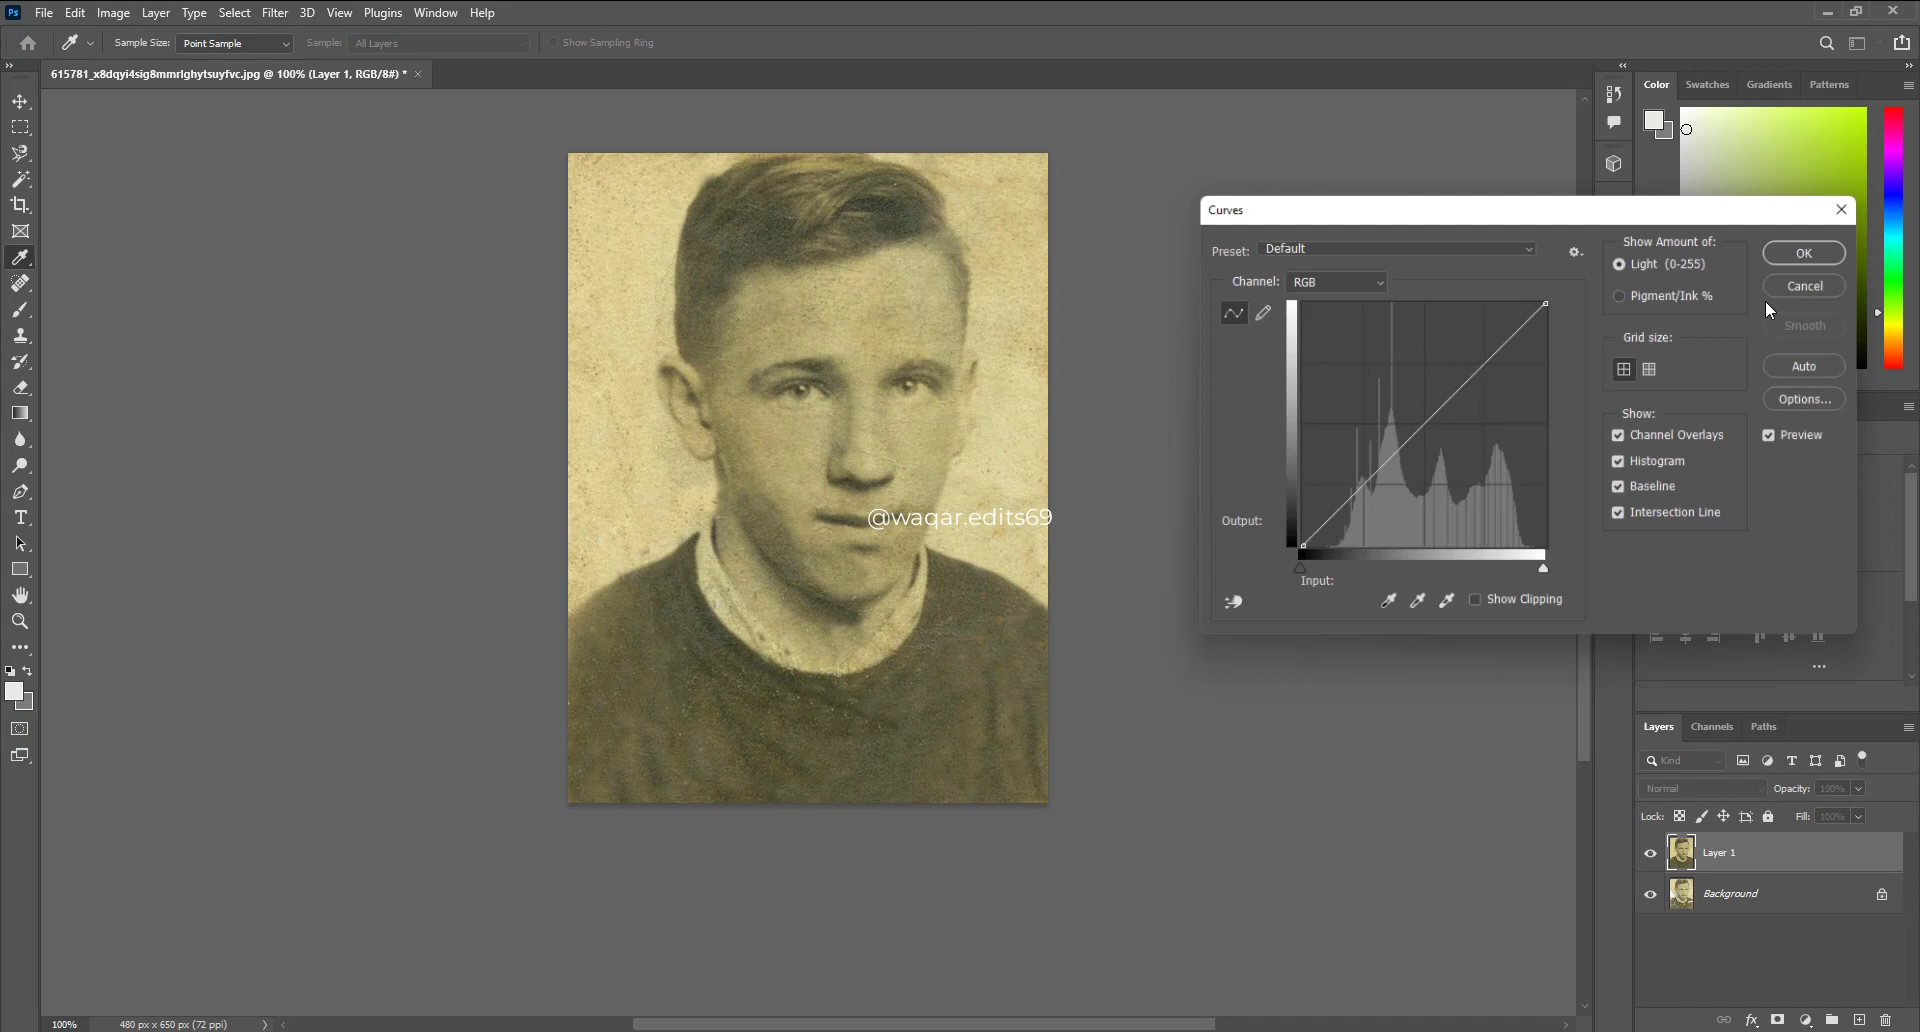 Ps File Edit Image Layer Type Select Filter 3D View Plugins Window Help
Sample Size: Point Sample Sample: All Layers Show Sampling Ring
615781_x8dqyi4sig8mmrlghytsuyfvc.jpg @ 100% (Layer 1, RGB/8#) *
Color Swatches Gradients Patterns
Curves
Preset: Default
Channel: RGB
Output:
Input:
Show Clipping
Show Amount of:
Light (0-255)
Pigment/Ink %
Grid size:
Show:
Channel Overlays
Histogram
Baseline
Intersection Line
OK
Cancel
Smooth
Auto
Options...
Preview
@waqar.edits69
Layers Channels Paths
Kind
Normal Opacity: 100%
Lock: Fill: 100%
Layer 1
Background
fx
100% 480 px x 650 px (72 ppi)